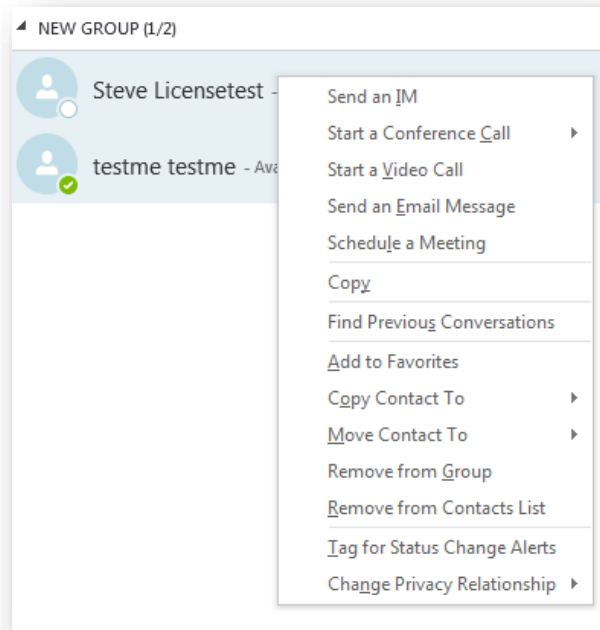 NEW GROUP (1/2)
Steve Licensetest -
testme testme - Ava
Send an IM
Start a Conference Call
Start a Video Call
Send an Email Message
Schedule a Meeting
Copy
Find Previous Conversations
Add to Favorites
Copy Contact To
Move Contact To
Remove from Group
Remove from Contacts List
Tag for Status Change Alerts
Change Privacy Relationship